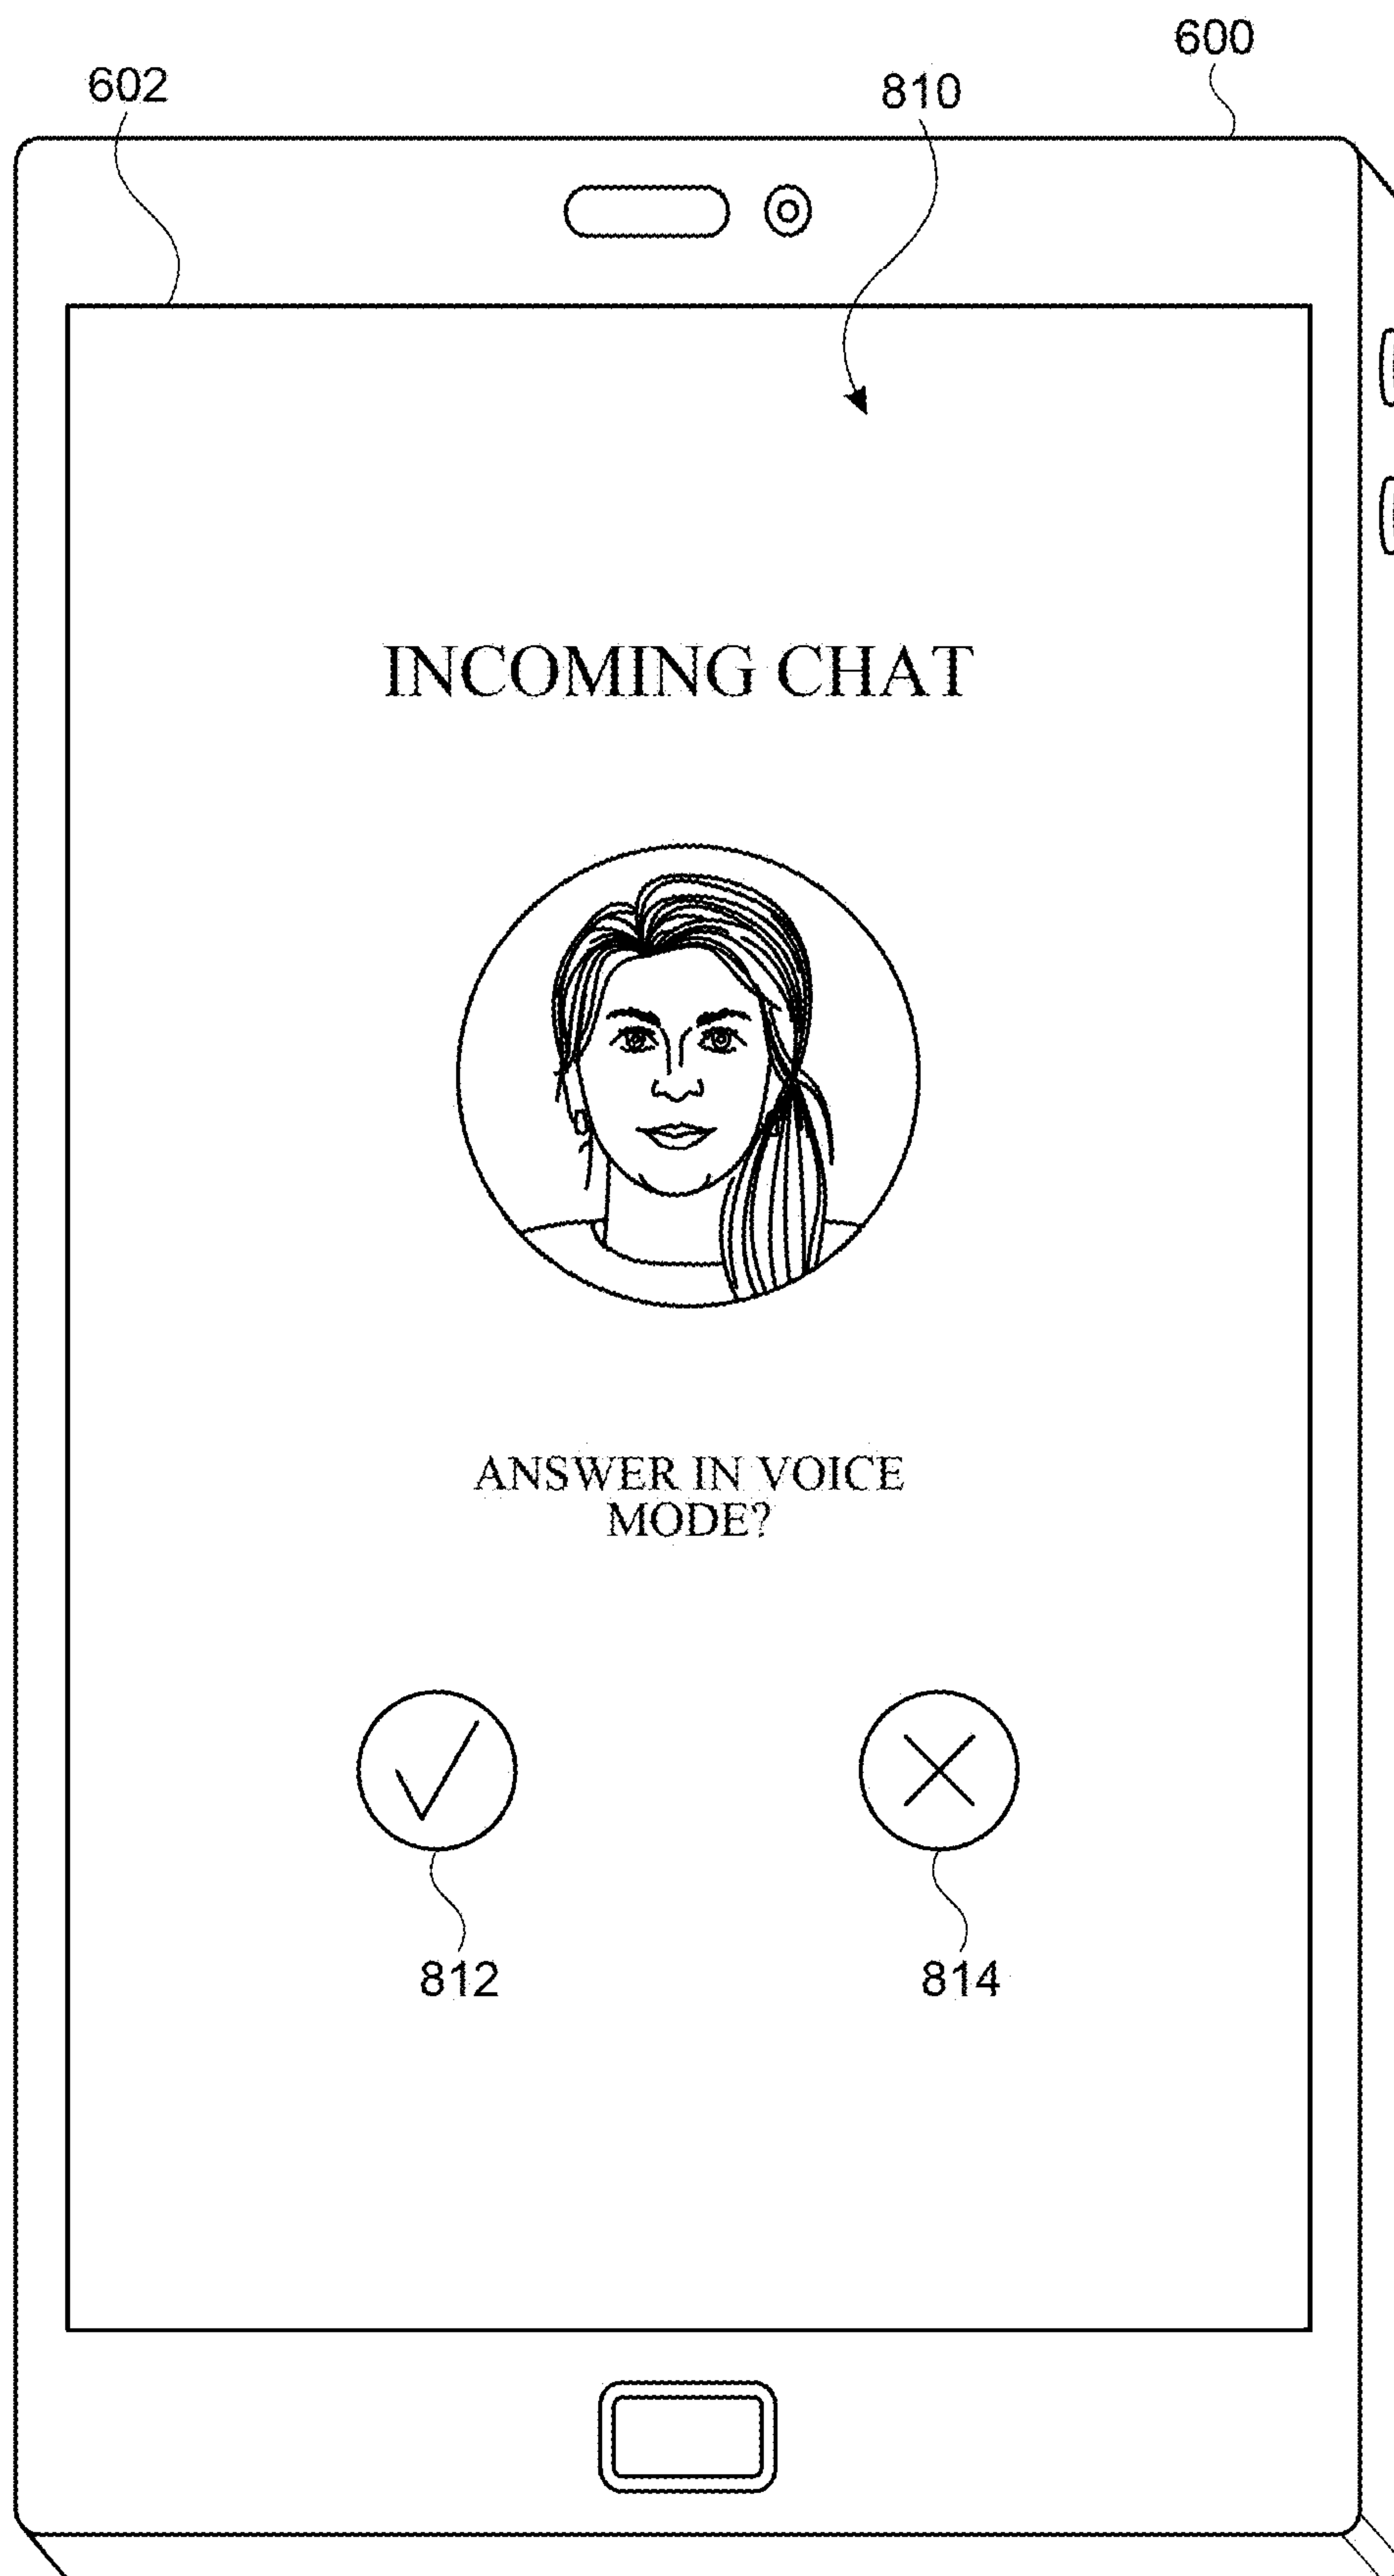 600
602
810
INCOMING CHAT
ANSWER IN VOICE
MODE?
812
814